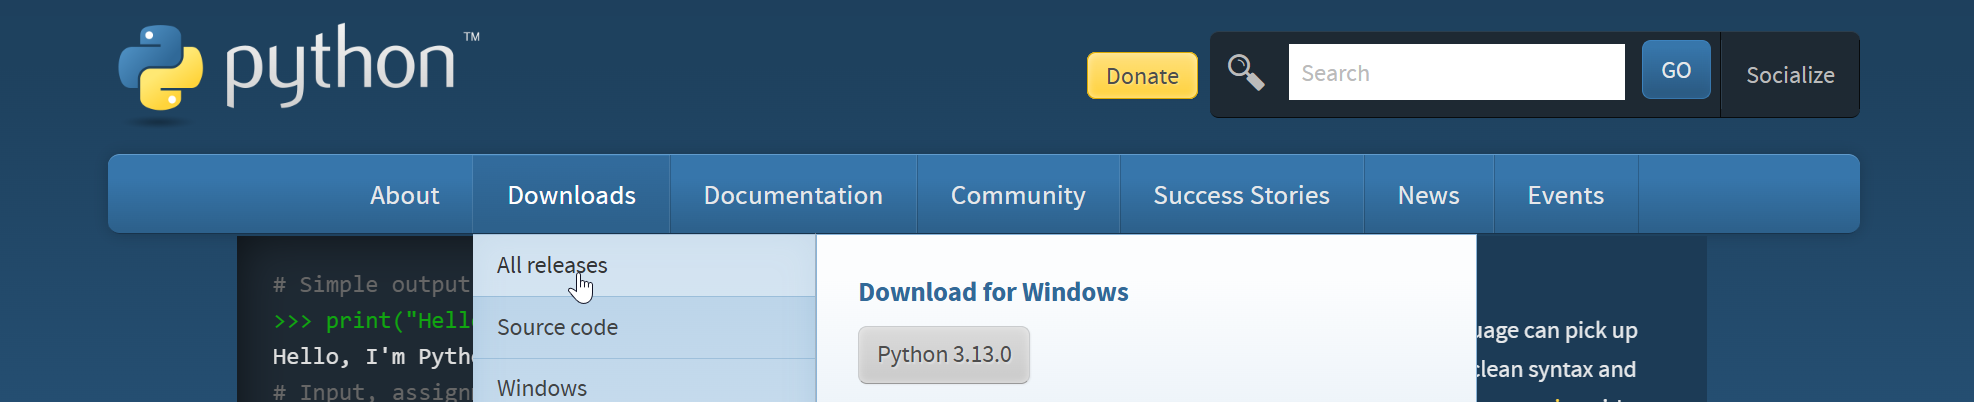 python™
Donate
Search
GO
Socialize
About
Downloads
Documentation
Community
Success Stories
News
Events
All releases
Source code
Windows
Download for Windows
Python 3.13.0
# Simple output
>>> print("Hell
Hello, I'm Pyth
# Input, assign
uage can pick up
clean syntax and